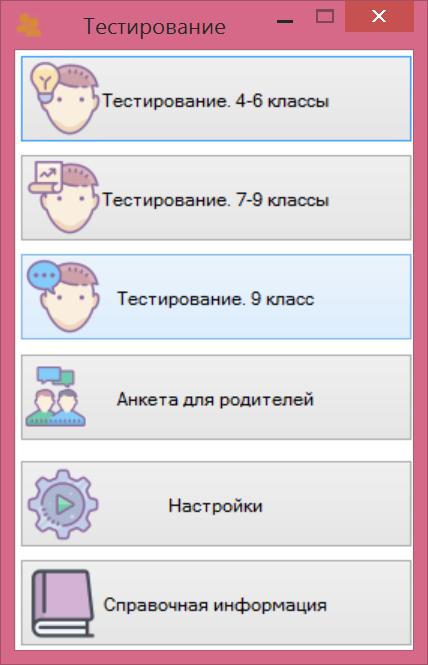 Тестирование
Тестирование. 4-6 классы
Тестирование. 7-9 классы
Тестирование. 9 класс
Анкета для родителей
Настройки
Справочная информация